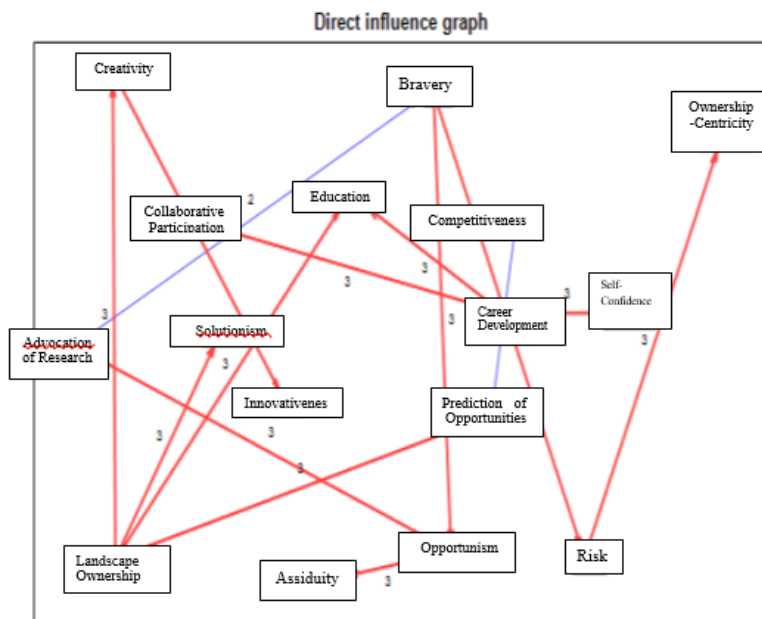 Direct influence graph
Creativity
Bravery
Ownership
-Centricity
Education
2
Collaborative
Participation
Competitiveness
3
3
Self-
Confidence
3
Career
Development
3
Advocation
of Research
Solutionism
3
3
3
Innovativenes
Prediction of
Opportunities
3
3
3
Landscape
Ownership
Opportunism
Risk
Assiduity
3